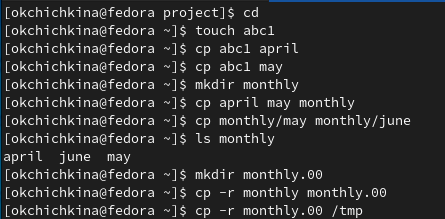 [okchichkina@fedora project]$ cd
[okchichkina@fedora ~]$ touch abc1
[okchichkina@fedora ~]$ cp abc1 april
[okchichkina@fedora ~]$ cp abc1 may
[okchichkina@fedora ~]$ mkdir monthly
[okchichkina@fedora ~]$ cp april may monthly
[okchichkina@fedora ~]$ cp monthly/may monthly/june
[okchichkina@fedora ~]$ ls monthly
april  june  may
[okchichkina@fedora ~]$ mkdir monthly.00
[okchichkina@fedora ~]$ cp -r monthly monthly.00
[okchichkina@fedora ~]$ cp -r monthly.00 /tmp